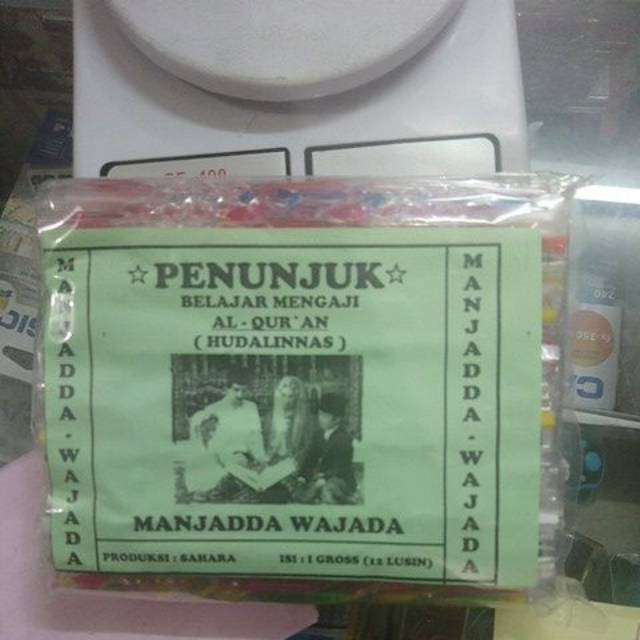 ☆PENUNJUK☆
BELAJAR MENGAJI
AL-QUR`AN
( HUDALINNAS )
MANJADDA WAJADA
PRODUKSI : SAHARA ISI : 1 GROSS (12 LUSIN)
MANJADDA-WAJADA
MANJADDA-WAJADA